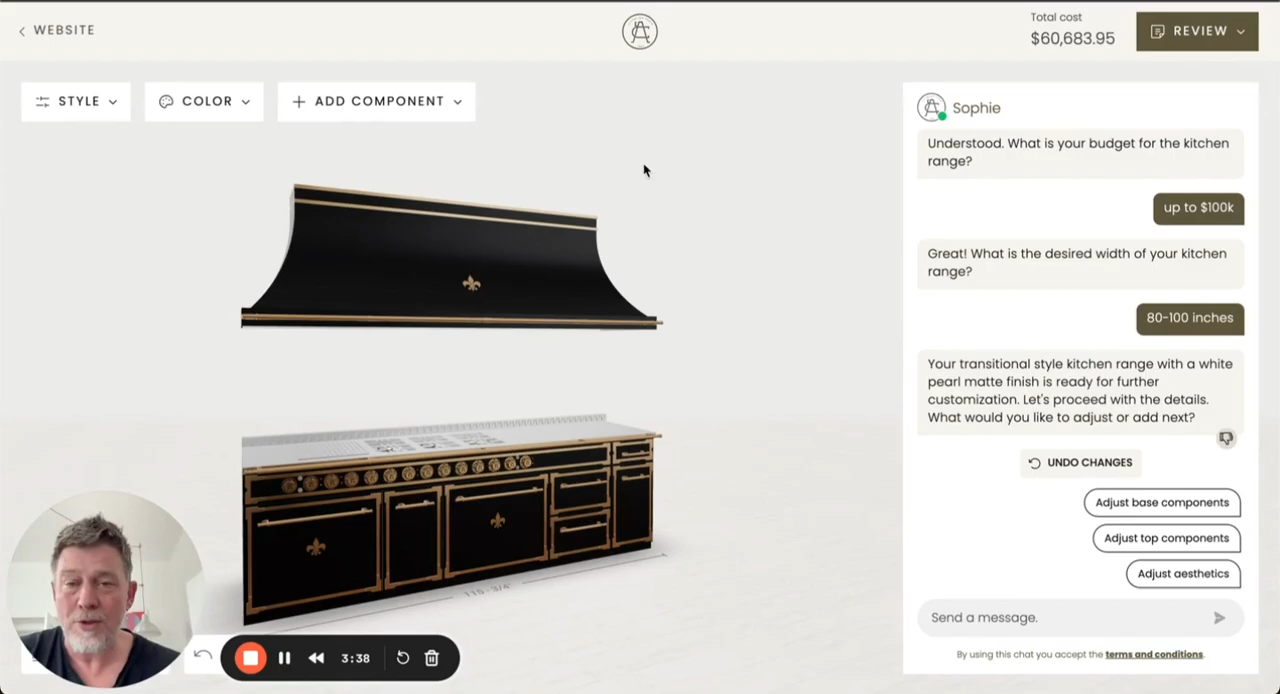 WEBSITE
Total cost
$60,683.95
REVIEW
STYLE
COLOR
ADD COMPONENT
Sophie
Understood. What is your budget for the kitchen
range?
up to $100k
Great! What is the desired width of your kitchen
range?
80-100 inches
Your transitional style kitchen range with a white
pearl matte finish is ready for further
customization. Let's proceed with the details.
What would you like to adjust or add next?
UNDO CHANGES
Adjust base components
Adjust top components
Adjust aesthetics
Send a message.
By using this chat you accept the terms and conditions.
115 - 3/4"
3:38